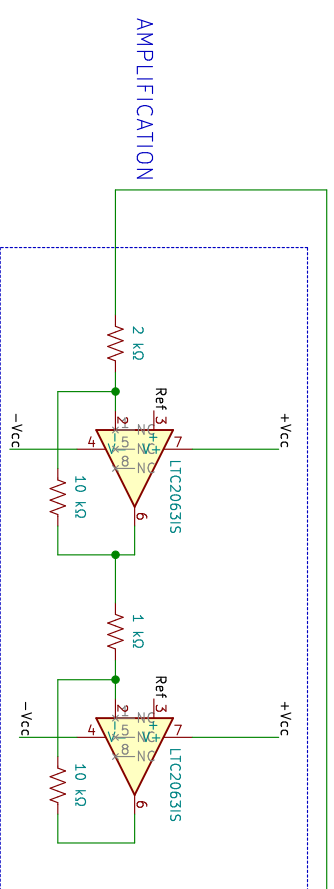 AMPLIFICATION
2 kΩ
Ref
+Vcc
3
2
NC
+
-
7
4
5
NC
V-
V+
8
NC
-Vcc
LTC2063IS
10 kΩ
6
1 kΩ
Ref
+Vcc
3
2
NC
+
-
7
4
5
NC
V-
V+
8
NC
-Vcc
LTC2063IS
10 kΩ
6